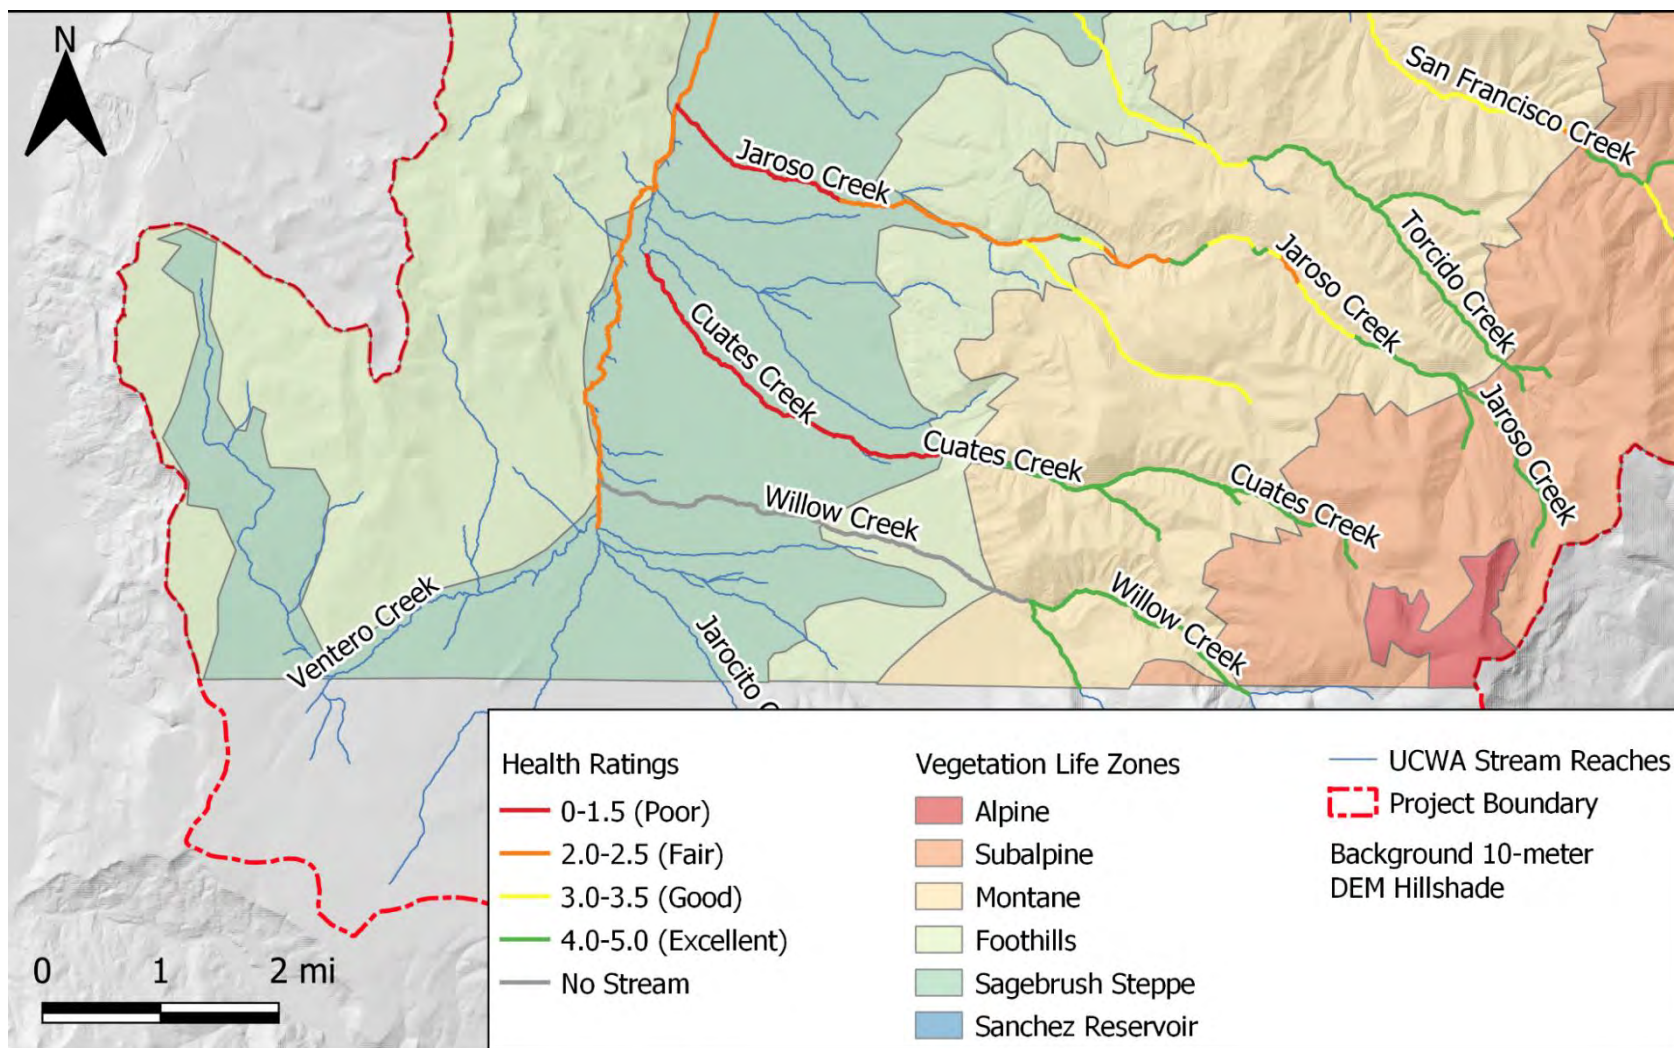 N
San Francisco Creek
Jaroso Creek
Torcido Creek
Jaroso Creek
Cuates Creek
Jaroso Creek
Cuates Creek
Cuates Creek
Willow Creek
Willow Creek
Ventero Creek
Jarocito
Health Ratings
0-1.5 (Poor)
2.0-2.5 (Fair)
3.0-3.5 (Good)
4.0-5.0 (Excellent)
No Stream
Vegetation Life Zones
Alpine
Subalpine
Montane
Foothills
Sagebrush Steppe
Sanchez Reservoir
UCWA Stream Reaches
Project Boundary
Background 10-meter
DEM Hillshade
0 1 2 mi